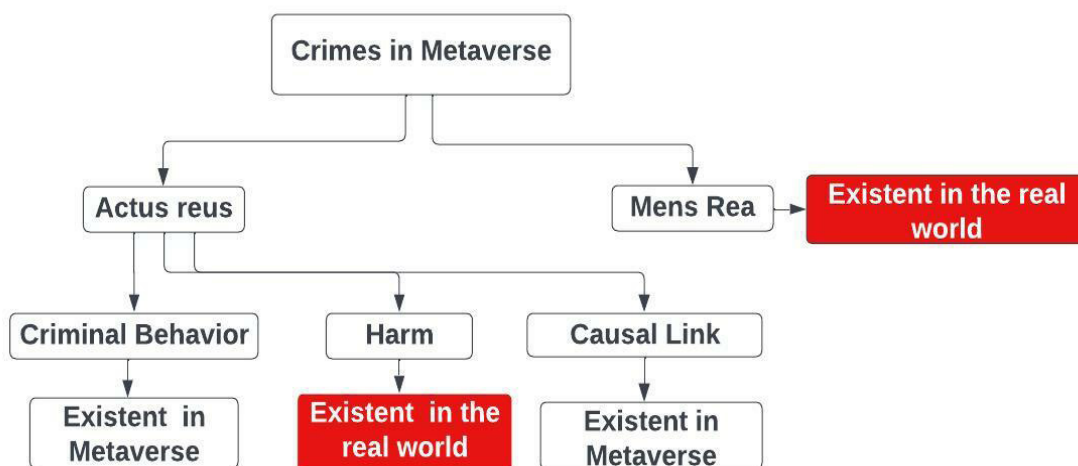 Crimes in Metaverse
Actus reus
Mens Rea
Existent in the real
world
Criminal Behavior
Harm
Causal Link
Existent in
Metaverse
Existent in the
real world
Existent in
Metaverse